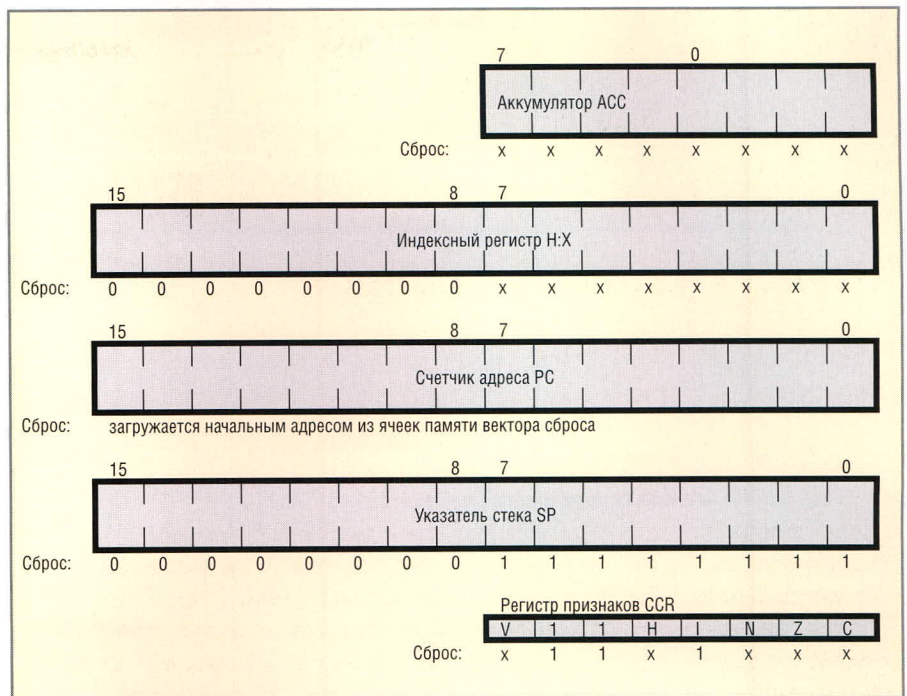 7 0
Аккумулятор ACC
Сброс: x x x x x x x x
15 8 7 0
Индексный регистр H:X
Сброс: 0 0 0 0 0 0 0 0 x x x x x x x x
15 8 7 0
Счетчик адреса PC
Сброс: загружается начальным адресом из ячеек памяти вектора сброса
15 8 7 0
Указатель стека SP
Сброс: 0 0 0 0 0 0 0 0 1 1 1 1 1 1 1 1
Регистр признаков CCR
V 1 1 H I N Z C
Сброс: x 1 1 x 1 x x x